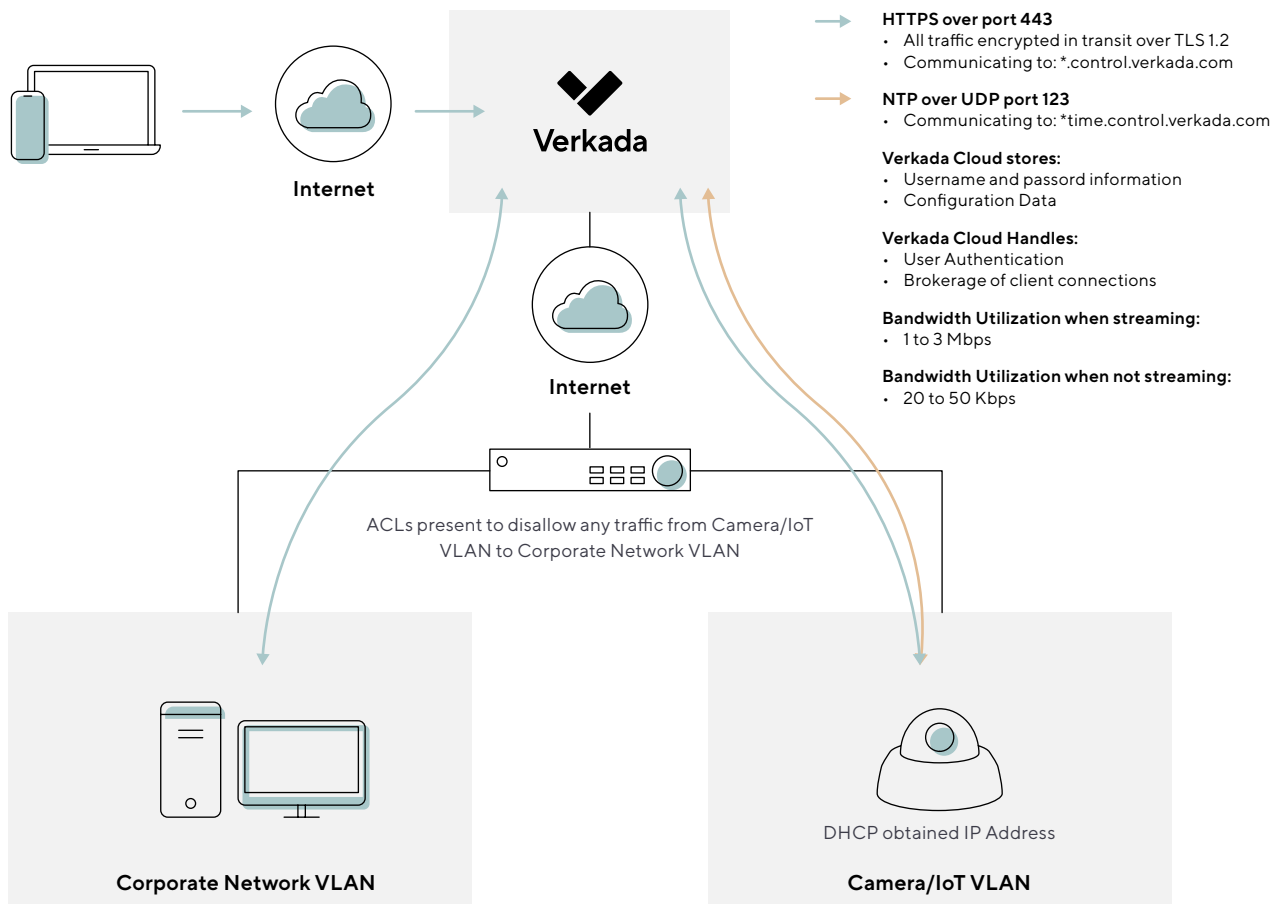 HTTPS over port 443
• All traffic encrypted in transit over TLS 1.2
• Communicating to: *.control.verkada.com
NTP over UDP port 123
• Communicating to: *time.control.verkada.com
Verkada Cloud stores:
• Username and passord information
• Configuration Data
Verkada Cloud Handles:
• User Authentication
• Brokerage of client connections
Bandwidth Utilization when streaming:
• 1 to 3 Mbps
Bandwidth Utilization when not streaming:
• 20 to 50 Kbps
Verkada
Internet
Internet
ACLs present to disallow any traffic from Camera/IoT
VLAN to Corporate Network VLAN
Corporate Network VLAN
DHCP obtained IP Address
Camera/IoT VLAN